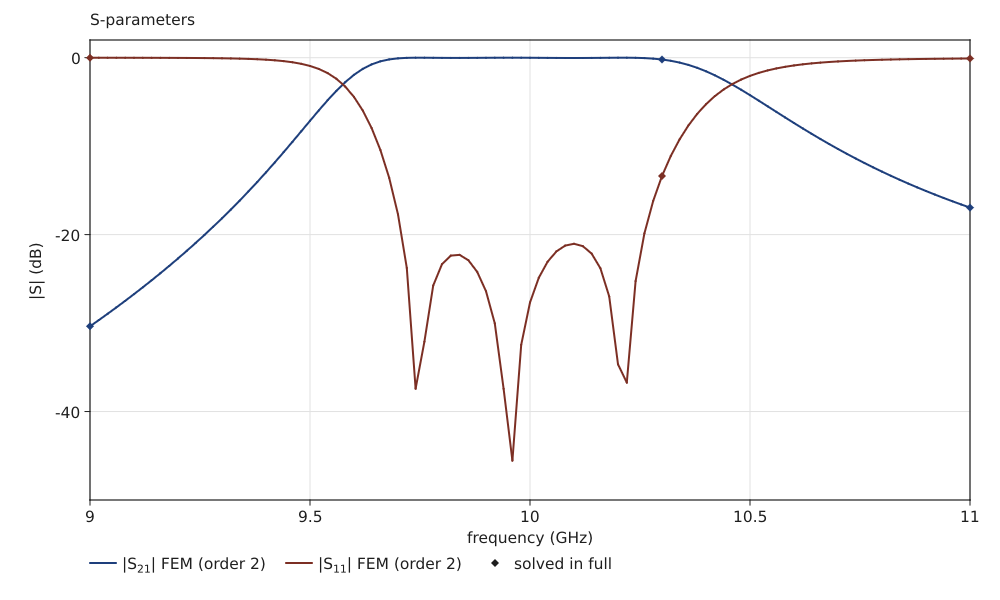 S-parameters
0
-20
-40
|S| (dB)
9 9.5 10 10.5 11
frequency (GHz)
|S₂₁| FEM (order 2) |S₁₁| FEM (order 2) solved in full